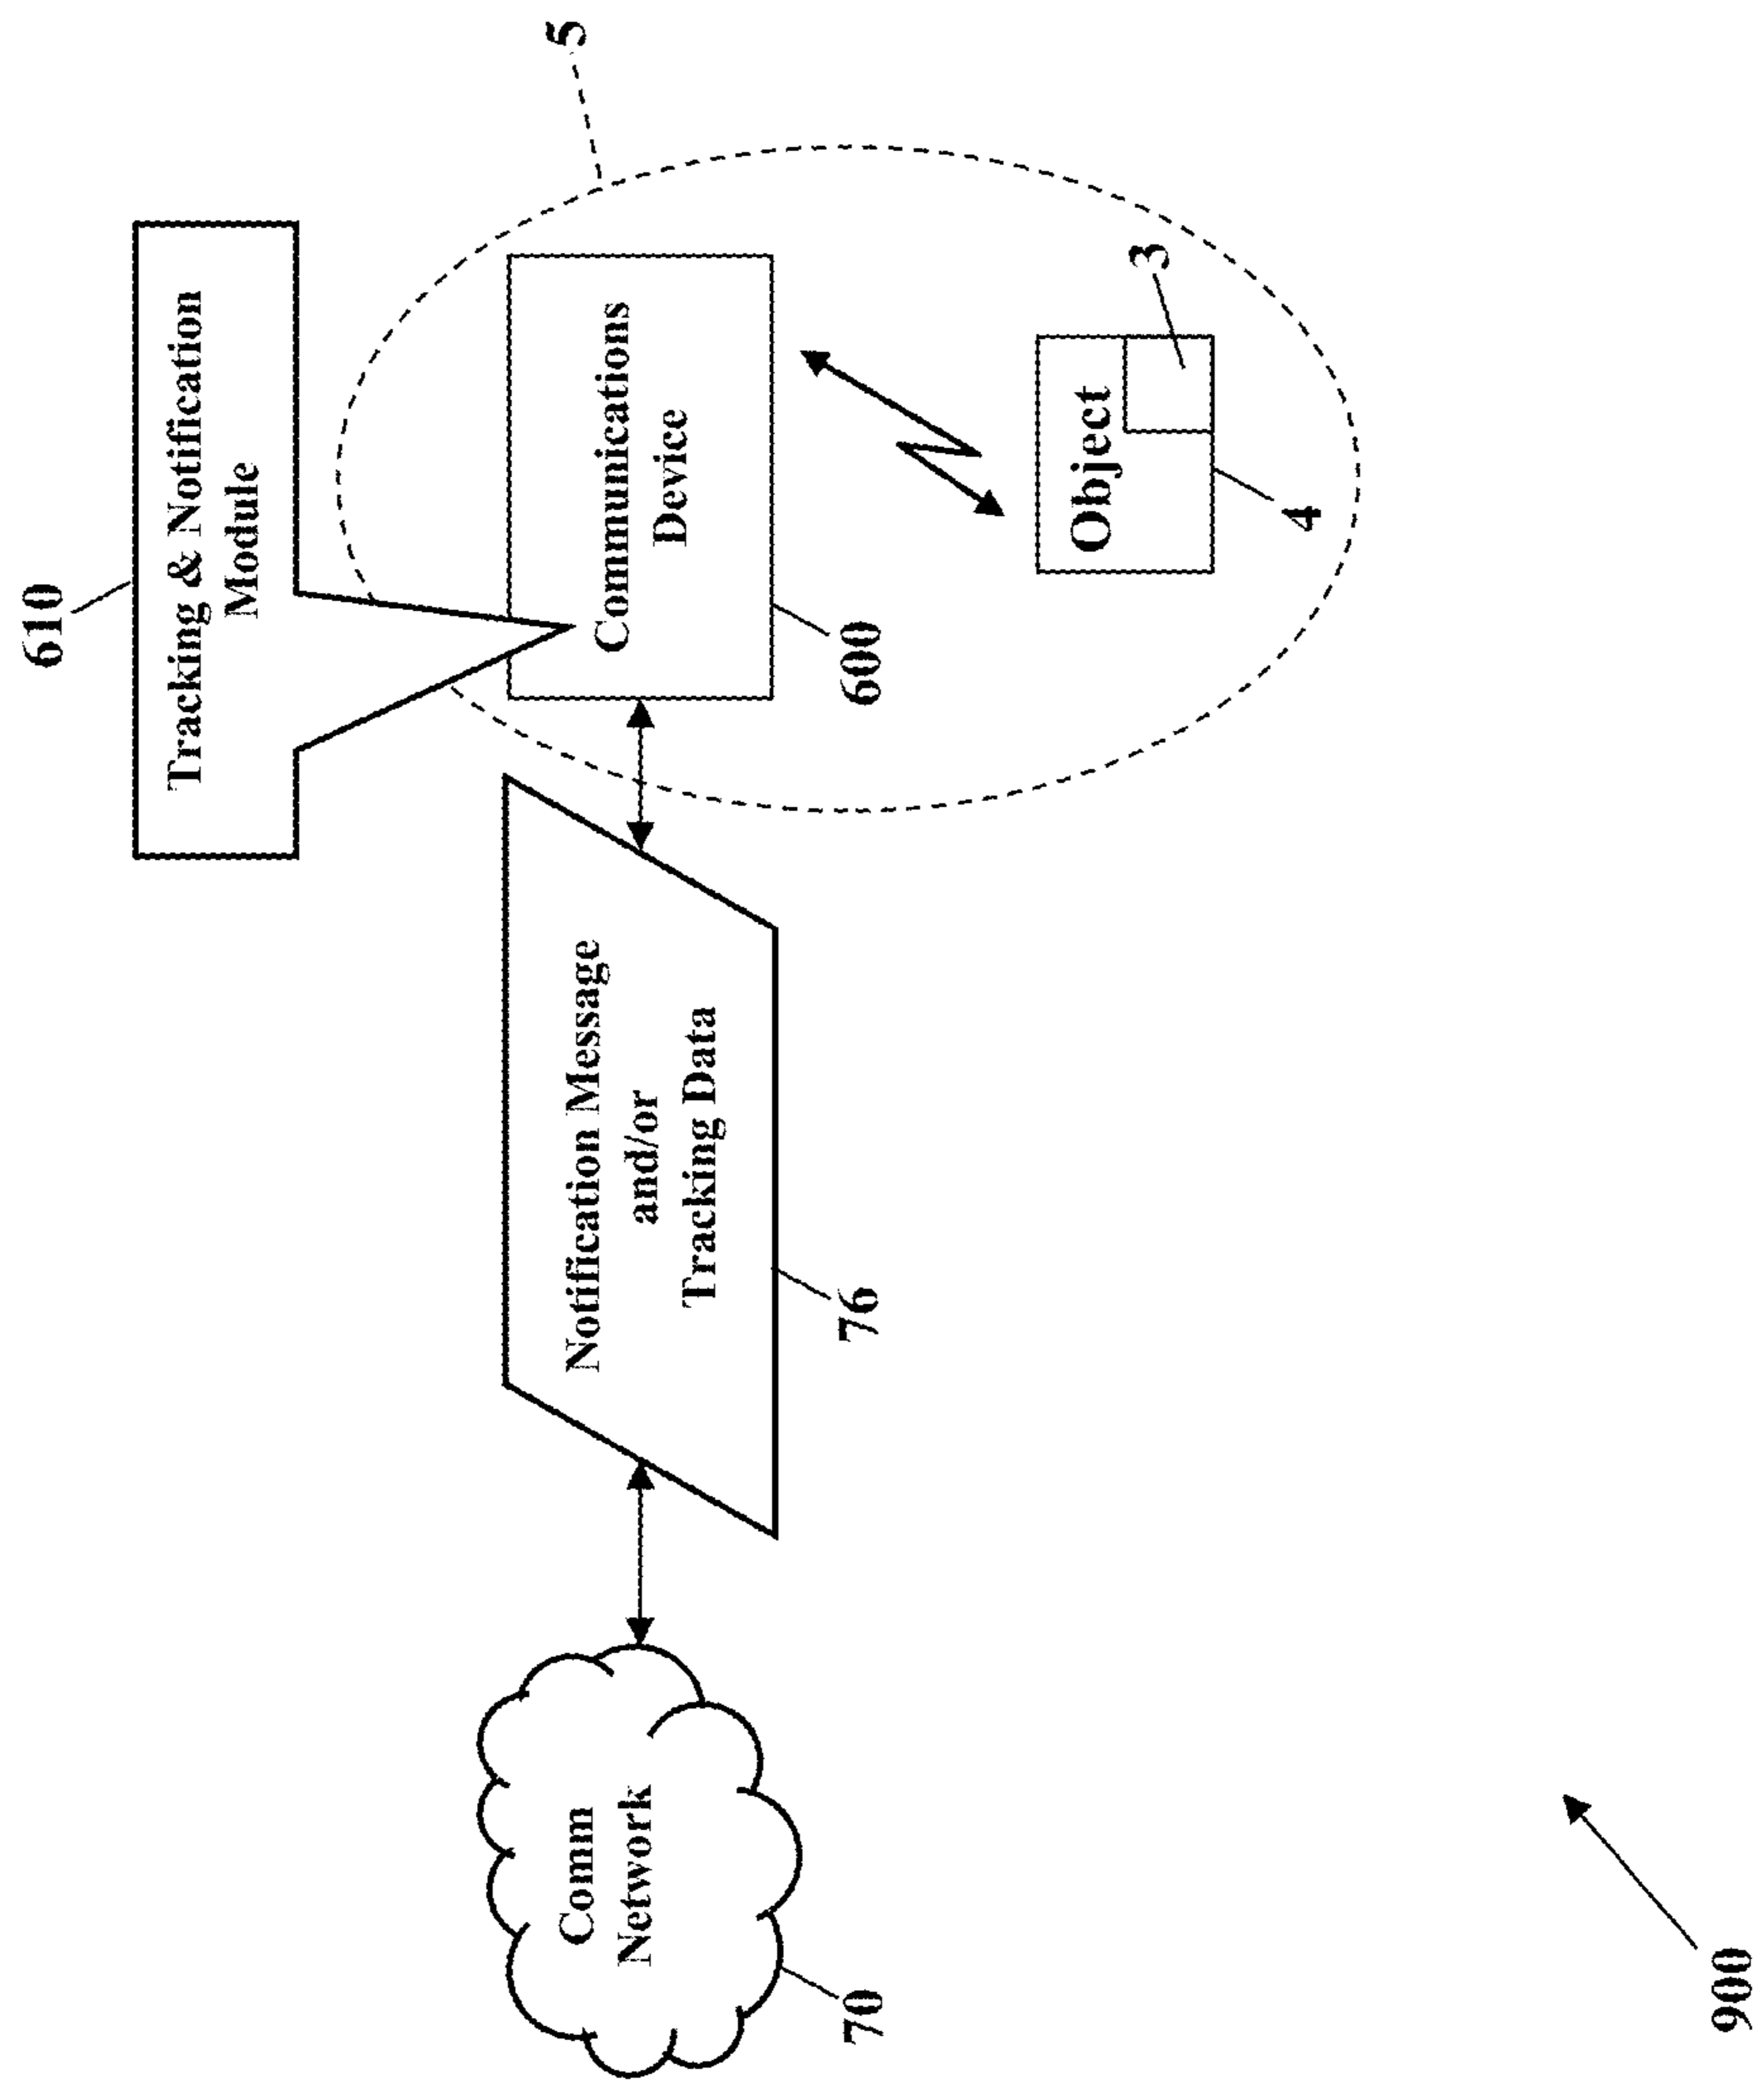 610
Tracking & Notification
Module
5
Communications
Device
600
Notification Message
and/or
Tracking Data
76
Comm
Network
70
Object
3
4
900